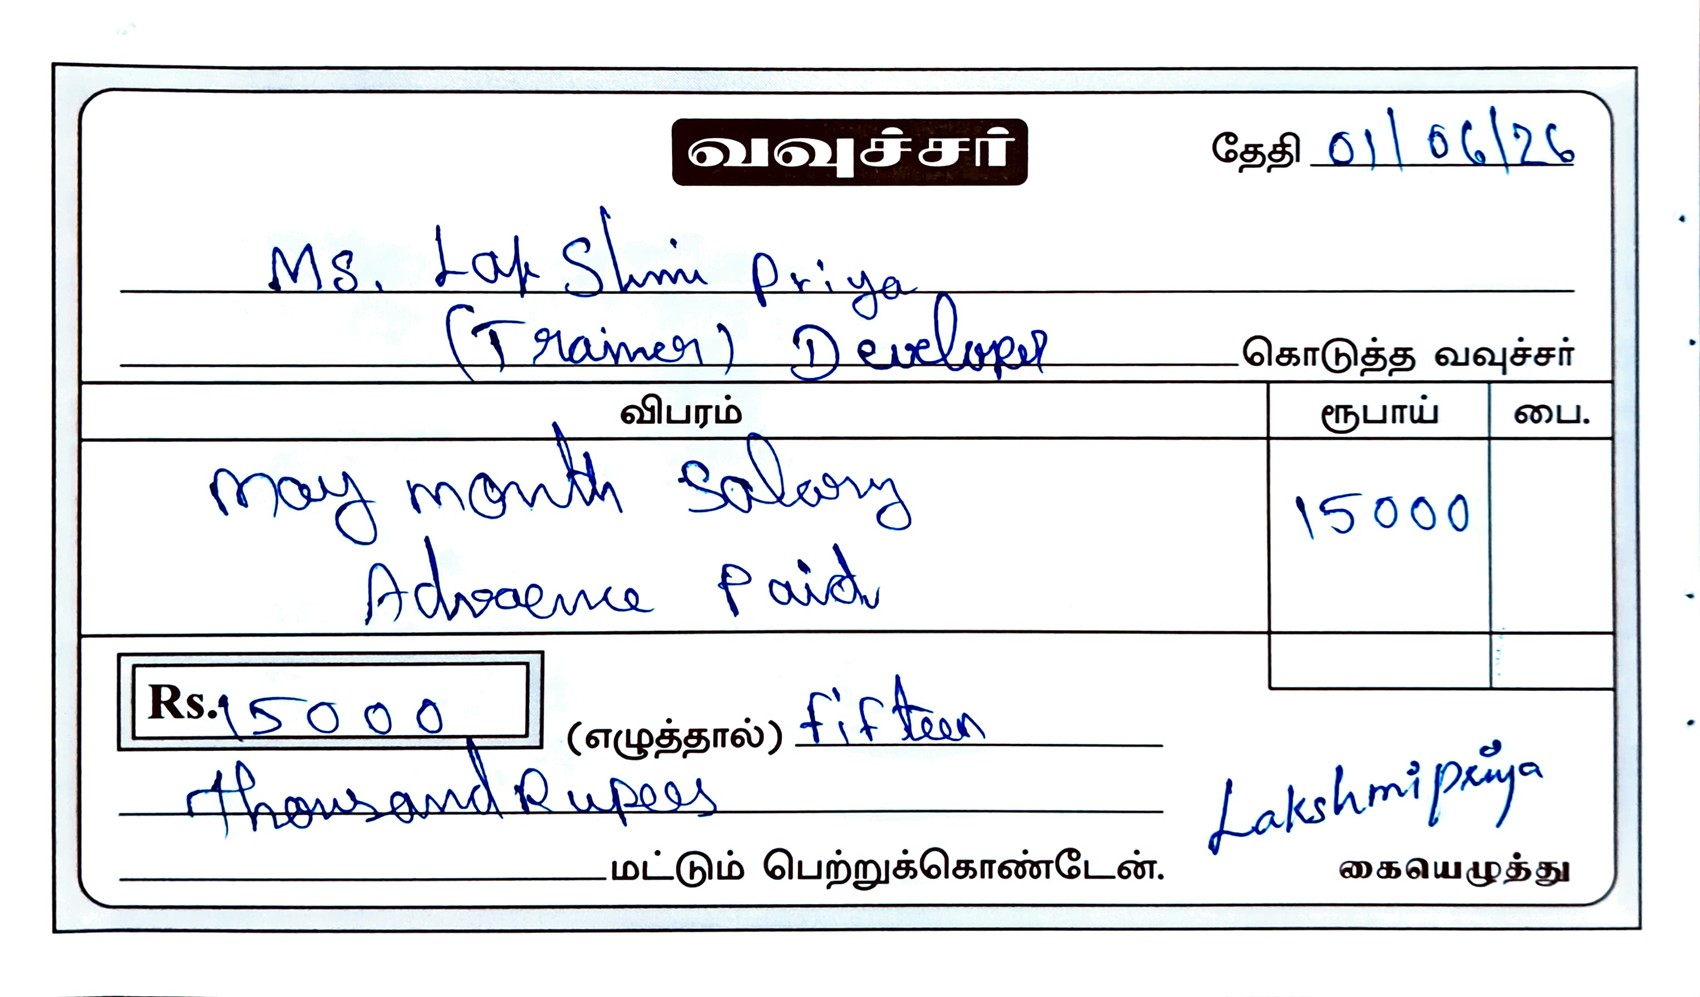 வவுச்சர்
தேதி 01/06/26
Ms. Lakshmi Priya
(Trainer) Developer கொடுத்த வவுச்சர்
விபரம் ரூபாய் பை.
May month Salary 15000
Advaence Paid
Rs. 15000 (எழுத்தால்) fifteen
thousand Rupees
Lakshmipriya
மட்டும் பெற்றுக்கொண்டேன். கையெழுத்து